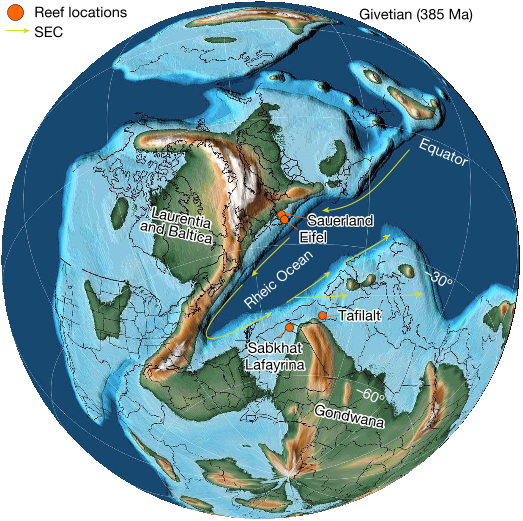 Reef locations
Givetian (385 Ma)
SEC
Equator
Laurentia
and Baltica
Sauerland
Eifel
Rheic Ocean
–30°
Tafilalt
Sabkhat
Lafayrina
–60°
Gondwana